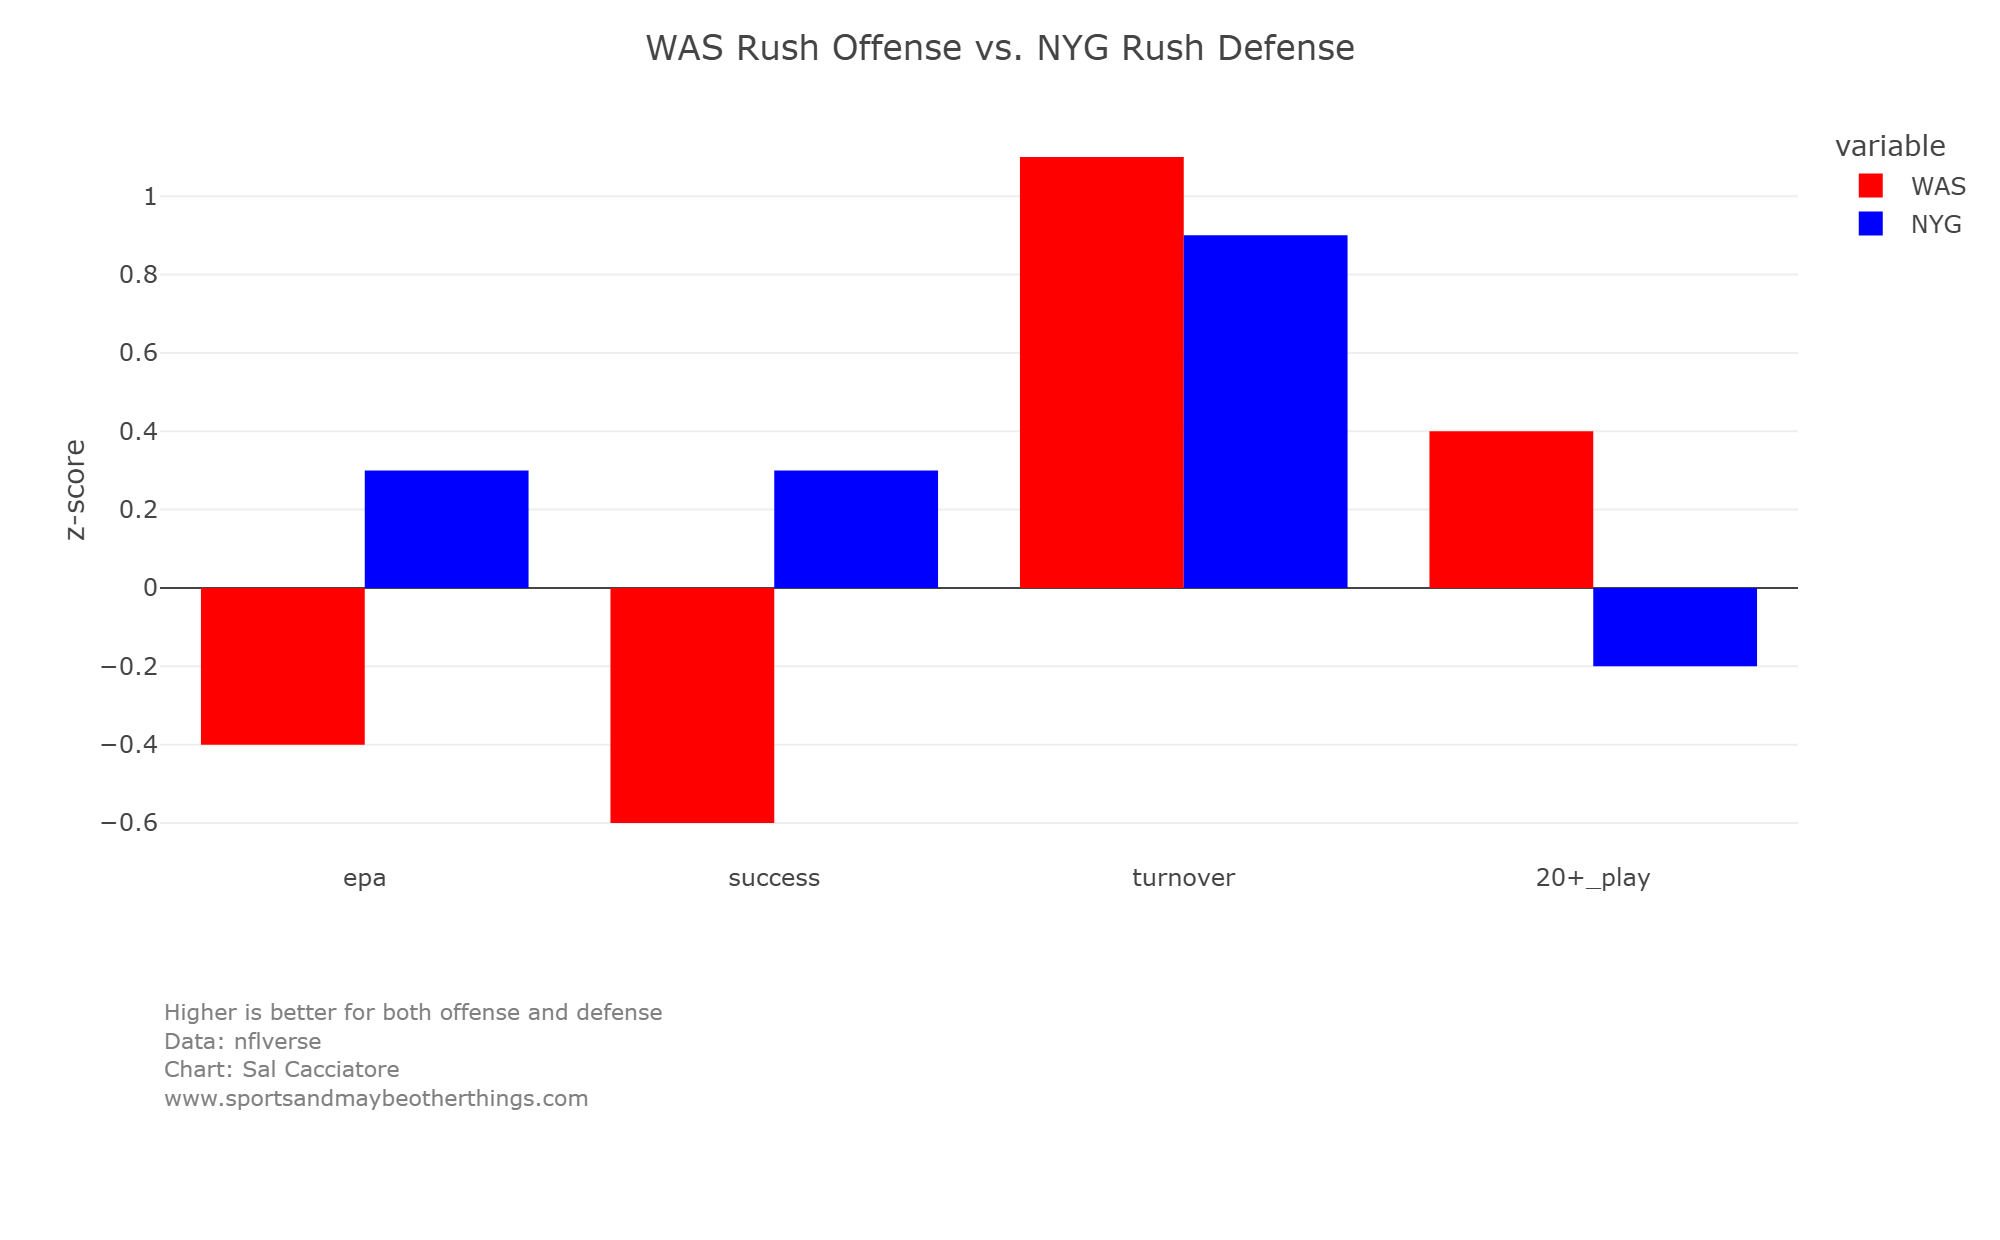 WAS Rush Offense vs. NYG Rush Defense
variable
WAS
NYG
z-score
1
0.8
0.6
0.4
0.2
0
−0.2
−0.4
−0.6
epa
success
turnover
20+_play
Higher is better for both offense and defense
Data: nflverse
Chart: Sal Cacciatore
www.sportsandmaybeotherthings.com